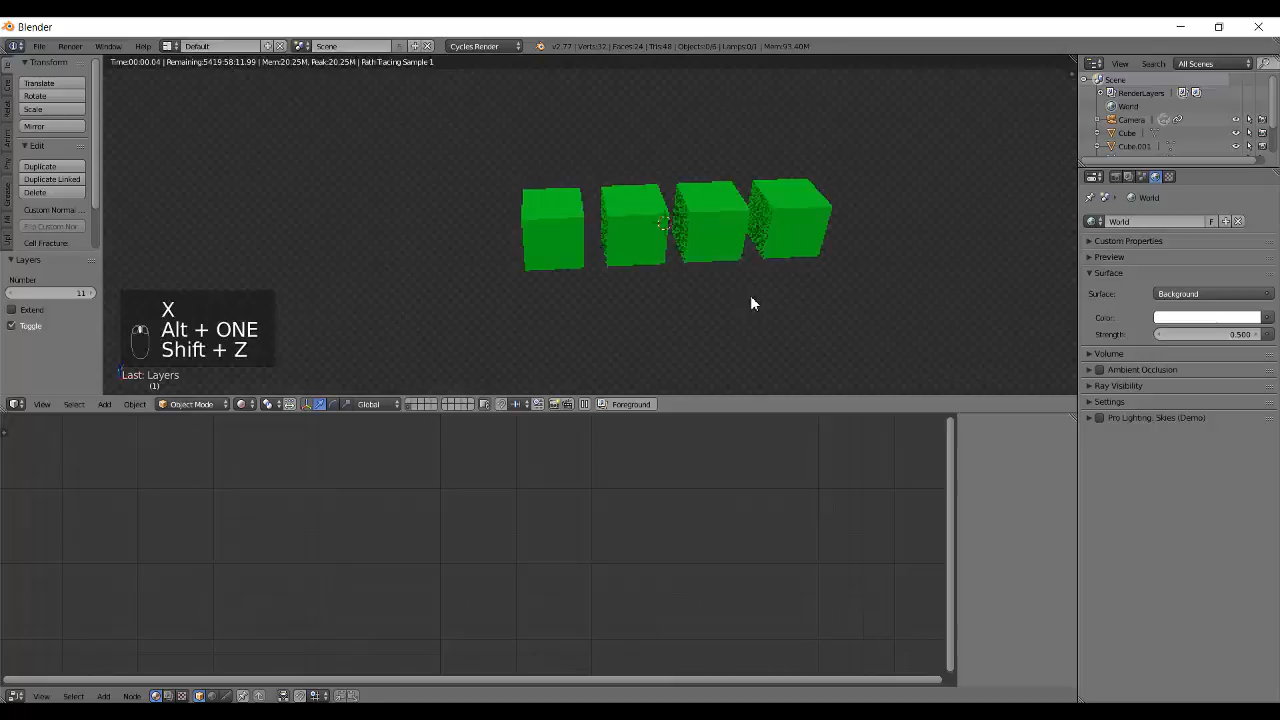 Blender
File Render Window Help Default Scene Cycles Render v2.77 | Verts:32 | Faces:24 | Tris:48 | Objects:0/6 | Lamps:0/1 | Mem:93.40M
Time:00:00.04 | Remaining:5419:58:11.99 | Mem:20.25M, Peak:20.25M | Path Tracing Sample 1
Transform
Translate
Rotate
Scale
Mirror
Edit
Duplicate
Duplicate Linked
Delete
Custom Normal ...
Cell Fracture:
Layers
Number
11
Extend
Toggle
X
Alt + ONE
Shift + Z
Last: Layers
(1)
View Select Add Object Object Mode Global Foreground
View Select Add Node
View Search All Scenes
Scene
RenderLayers
World
Camera
Cube
Cube.001
World
World F
Custom Properties
Preview
Surface
Surface: Background
Color:
Strength: 0.500
Volume
Ambient Occlusion
Ray Visibility
Settings
Pro Lighting: Skies (Demo)